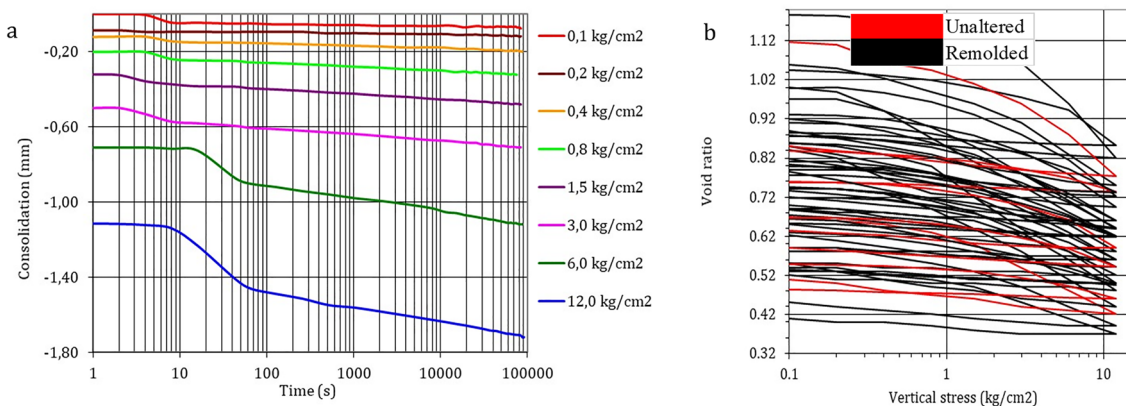 a
-0,20
-0,60
-1,00
-1,40
-1,80
Consolidation (mm)
1
10
100
1000
10000
100000
Time (s)
0,1 kg/cm2
0,2 kg/cm2
0,4 kg/cm2
0,8 kg/cm2
1,5 kg/cm2
3,0 kg/cm2
6,0 kg/cm2
12,0 kg/cm2
b
Unaltered
Remolded
1.12
1.02
0.92
0.82
0.72
0.62
0.52
0.42
0.32
Void ratio
0.1
1
10
Vertical stress (kg/cm2)